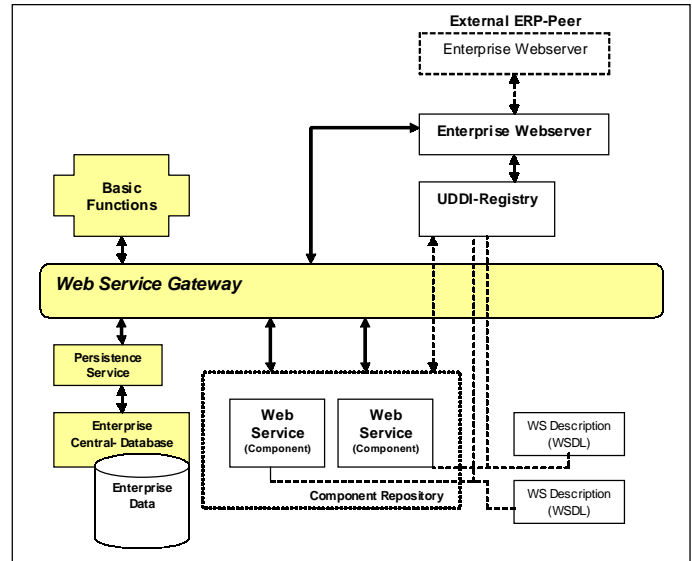 External ERP-Peer
Enterprise Webserver
Enterprise Webserver
UDDI-Registry
Basic
Functions
Web Service Gateway
Persistence
Service
Enterprise
Central- Database
Enterprise
Data
Web
Service
(Component)
Web
Service
(Component)
Component Repository
WS Description
(WSDL)
WS Description
(WSDL)